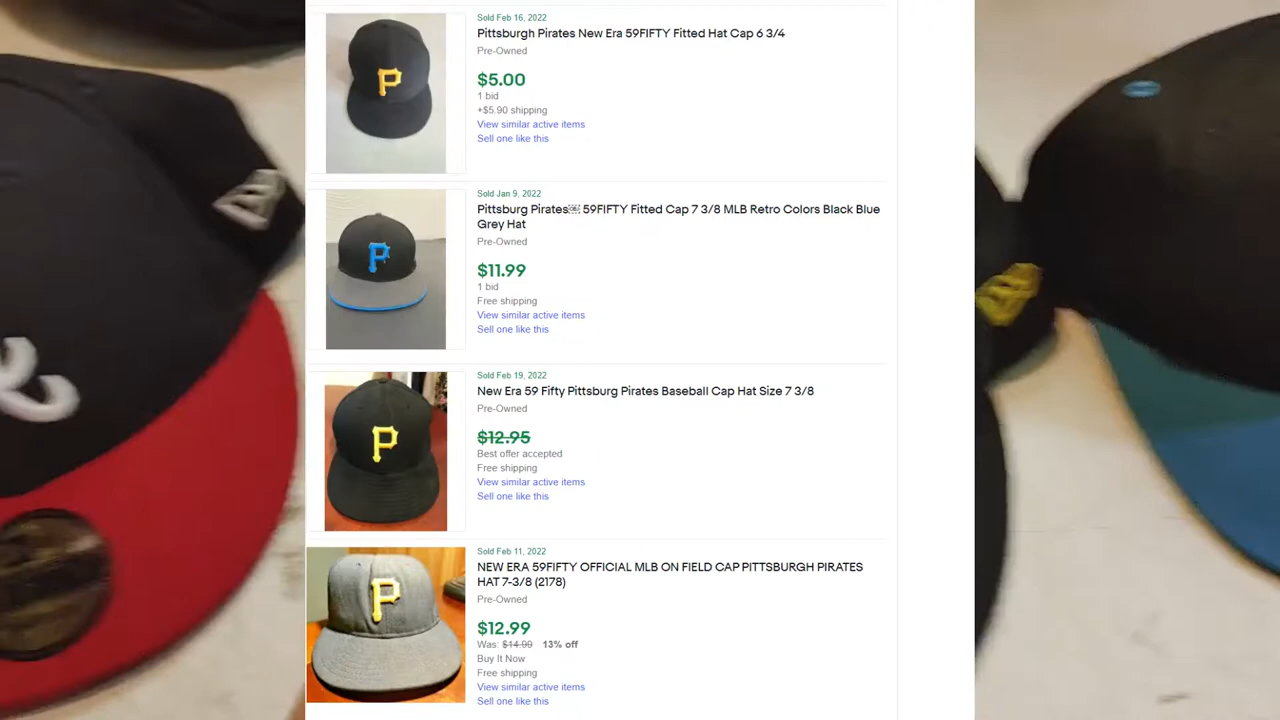 Sold Feb 16, 2022
Pittsburgh Pirates New Era 59FIFTY Fitted Hat Cap 6 3/4
Pre-Owned
$5.00
1 bid
+$5.90 shipping
View similar active items
Sell one like this
P
Sold Jan 9, 2022
Pittsburg Pirates 59FIFTY Fitted Cap 7 3/8 MLB Retro Colors Black Blue
Grey Hat
Pre-Owned
$11.99
1 bid
Free shipping
View similar active items
Sell one like this
P
Sold Feb 19, 2022
New Era 59 Fifty Pittsburg Pirates Baseball Cap Hat Size 7 3/8
Pre-Owned
$12.95
Best offer accepted
Free shipping
View similar active items
Sell one like this
P
Sold Feb 11, 2022
NEW ERA 59FIFTY OFFICIAL MLB ON FIELD CAP PITTSBURGH PIRATES
HAT 7-3/8 (2178)
Pre-Owned
$12.99
Was: $14.99 13% off
Buy It Now
Free shipping
View similar active items
Sell one like this
P